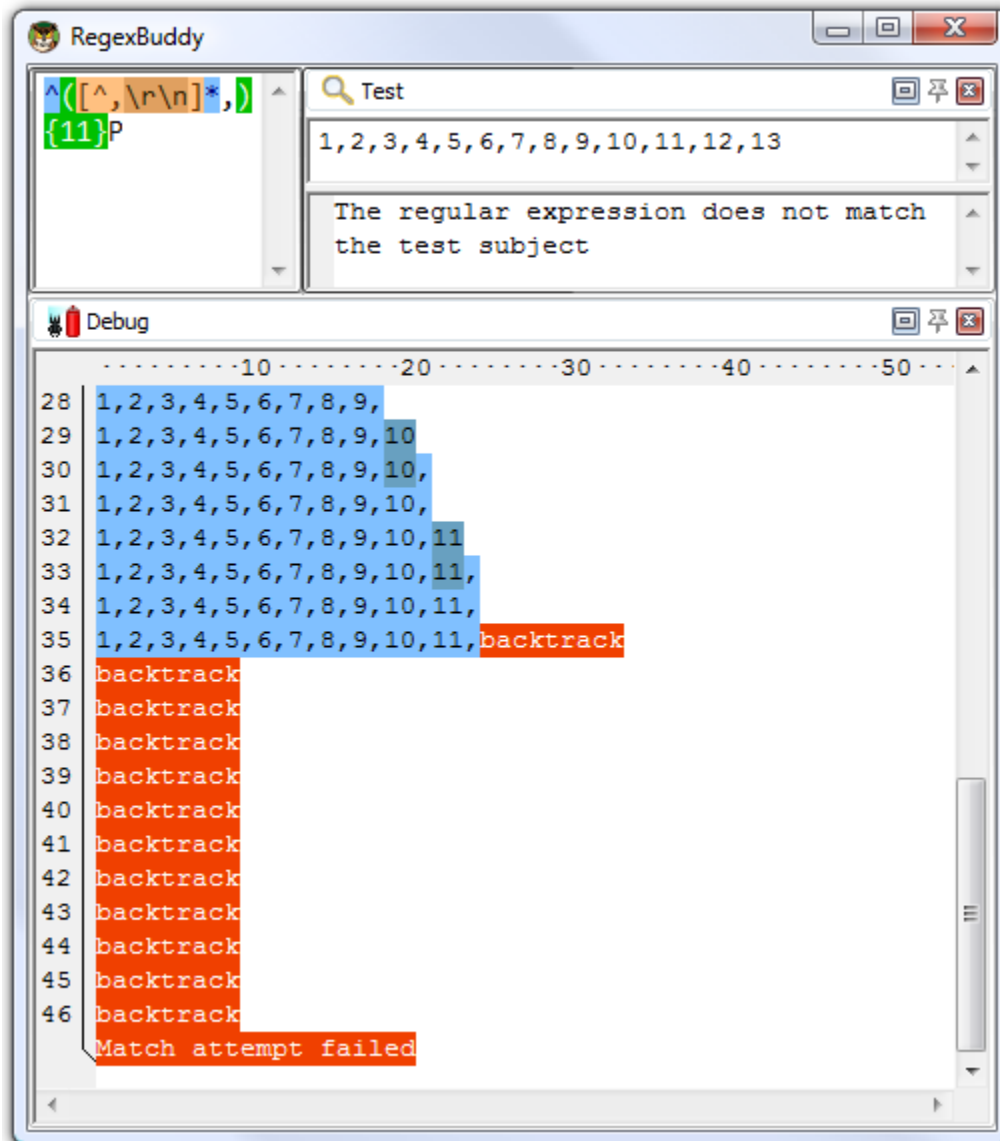 RegexBuddy
^([^,\r\n]*,)
{11}P
Test
1,2,3,4,5,6,7,8,9,10,11,12,13
The regular expression does not match
the test subject
Debug
·········10········20········30········40········50···
28 1,2,3,4,5,6,7,8,9,
29 1,2,3,4,5,6,7,8,9,10
30 1,2,3,4,5,6,7,8,9,10,
31 1,2,3,4,5,6,7,8,9,10,
32 1,2,3,4,5,6,7,8,9,10,11
33 1,2,3,4,5,6,7,8,9,10,11,
34 1,2,3,4,5,6,7,8,9,10,11,
35 1,2,3,4,5,6,7,8,9,10,11,backtrack
36 backtrack
37 backtrack
38 backtrack
39 backtrack
40 backtrack
41 backtrack
42 backtrack
43 backtrack
44 backtrack
45 backtrack
46 backtrack
Match attempt failed